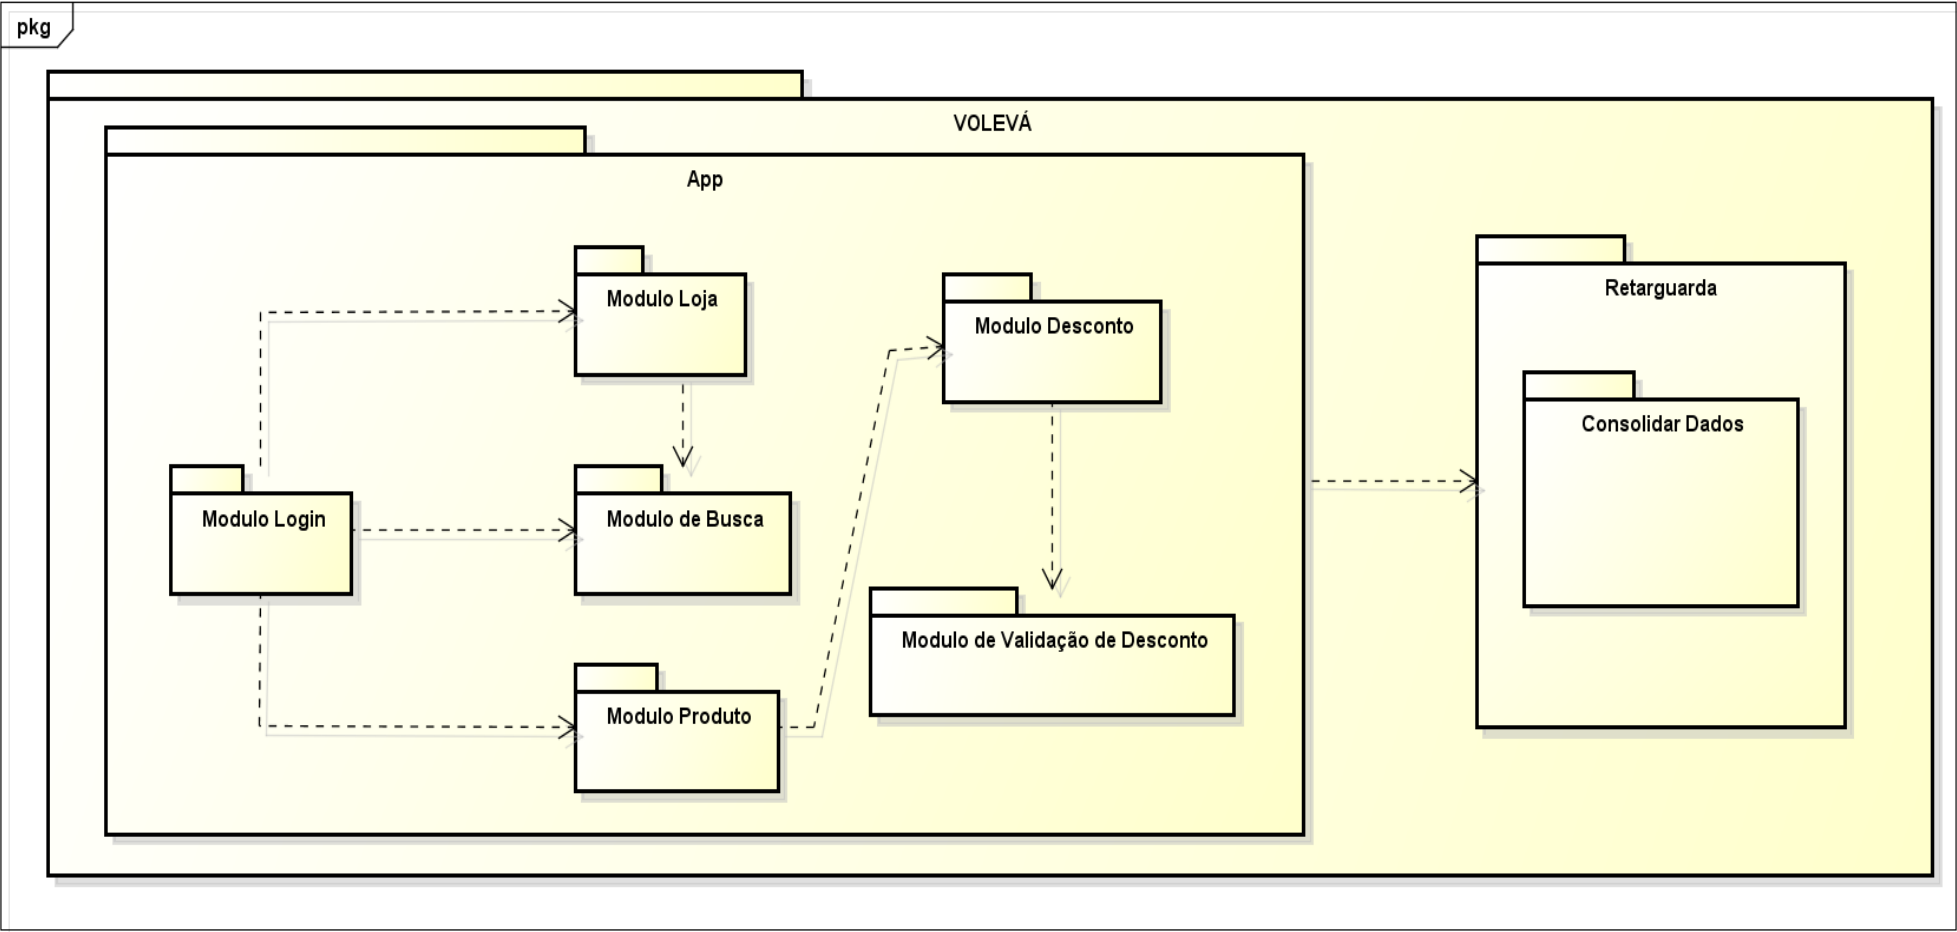 pkg
VOLEVÁ
App
Modulo Loja
Modulo Desconto
Retarguarda
Consolidar Dados
Modulo Login
Modulo de Busca
Modulo de Validação de Desconto
Modulo Produto